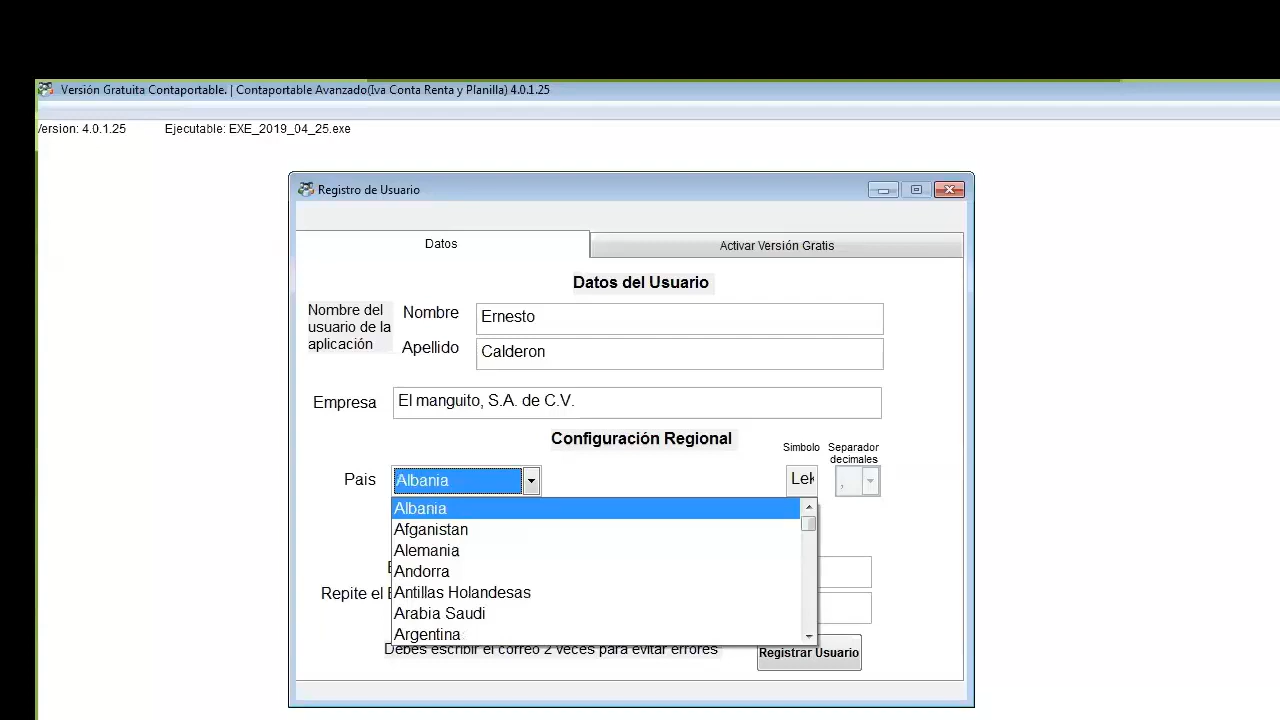 Versión Gratuita Contaportable. | Contaportable Avanzado(Iva Conta Renta y Planilla) 4.0.1.25
/ersion: 4.0.1.25 Ejecutable: EXE_2019_04_25.exe
Registro de Usuario
Datos Activar Versión Gratis
Datos del Usuario
Nombre del
usuario de la
aplicación
Nombre Ernesto
Apellido Calderon
Empresa El manguito, S.A. de C.V.
Configuración Regional
Simbolo Separador
decimales
Pais Albania Lek ,
Albania
Afganistan
Alemania
Andorra
Antillas Holandesas
Repite el
Arabia Saudi
Argentina
Debes escribir el correo 2 veces para evitar errores
Registrar Usuario